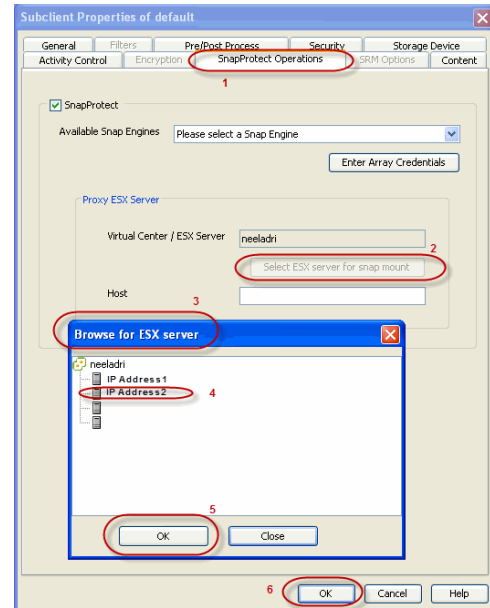 Subclient Properties of default
General Filters Pre/Post Process Security Storage Device
Activity Control Encryption SnapProtect Operations SRM Options Content
1
SnapProtect
Available Snap Engines Please select a Snap Engine
Enter Array Credentials
Proxy ESX Server
Virtual Center / ESX Server neeladri
2
Select ESX server for snap mount
Host
3
Browse for ESX server
neeladri
IP Address1
IP Address2 4
5
OK Close
6 OK Cancel Help